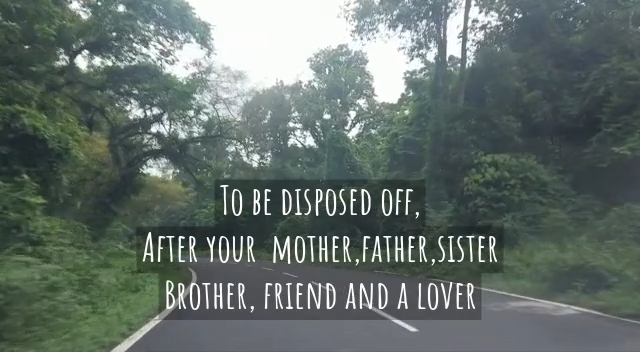 To be disposed off,
After your mother,father,sister
Brother, friend and a lover